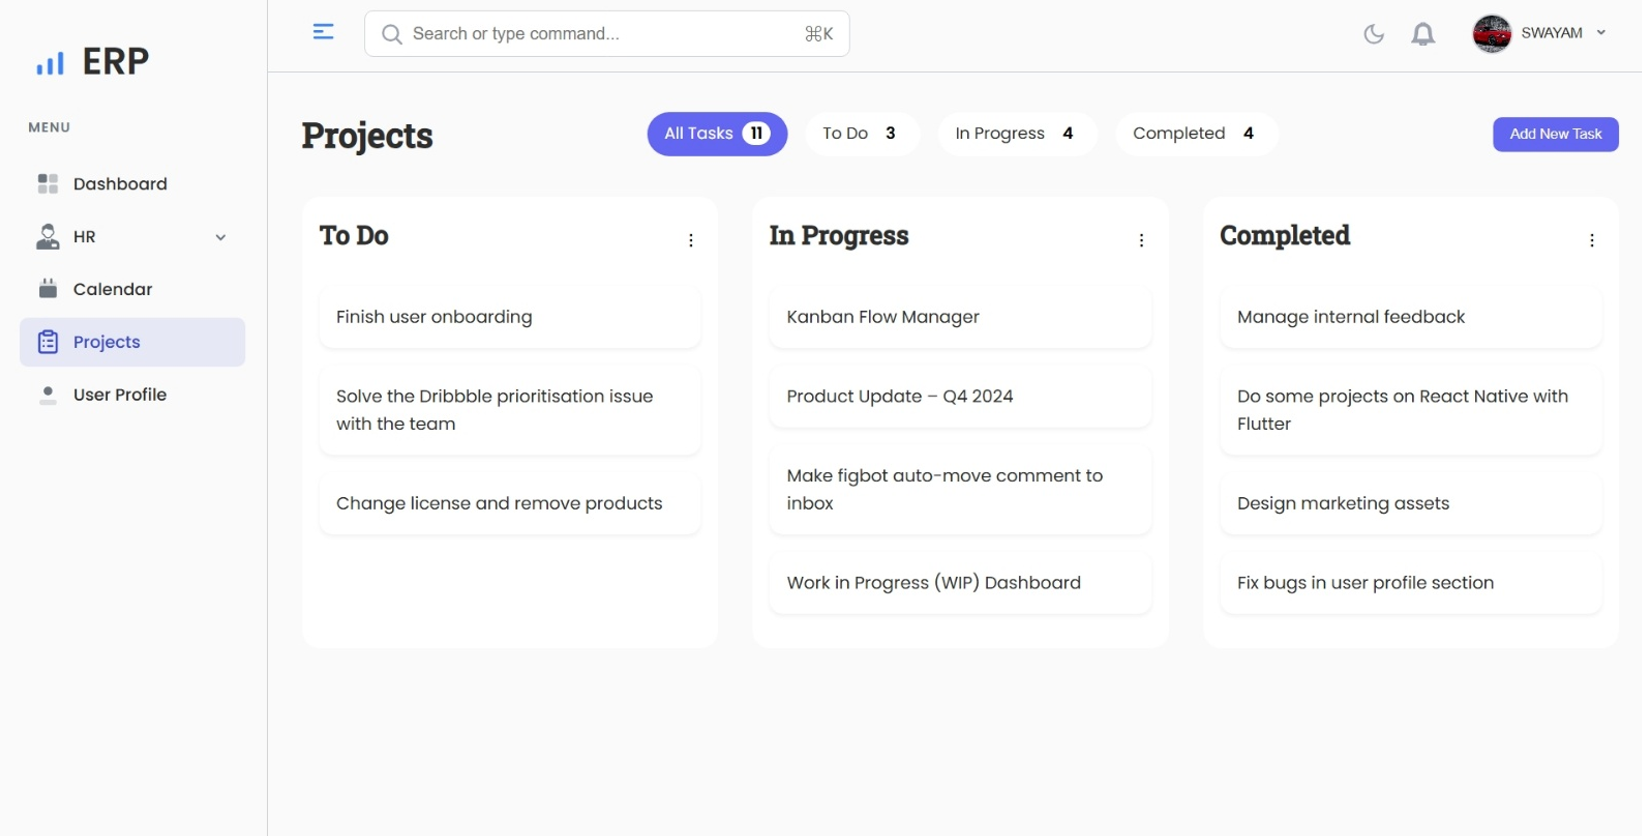 ERP
MENU
Dashboard
HR
Calendar
Projects
User Profile
Search or type command... ⌘K
SWAYAM
Projects
All Tasks 11
To Do 3
In Progress 4
Completed 4
Add New Task
To Do
Finish user onboarding
Solve the Dribbble prioritisation issue
with the team
Change license and remove products
In Progress
Kanban Flow Manager
Product Update – Q4 2024
Make figbot auto-move comment to
inbox
Work in Progress (WIP) Dashboard
Completed
Manage internal feedback
Do some projects on React Native with
Flutter
Design marketing assets
Fix bugs in user profile section